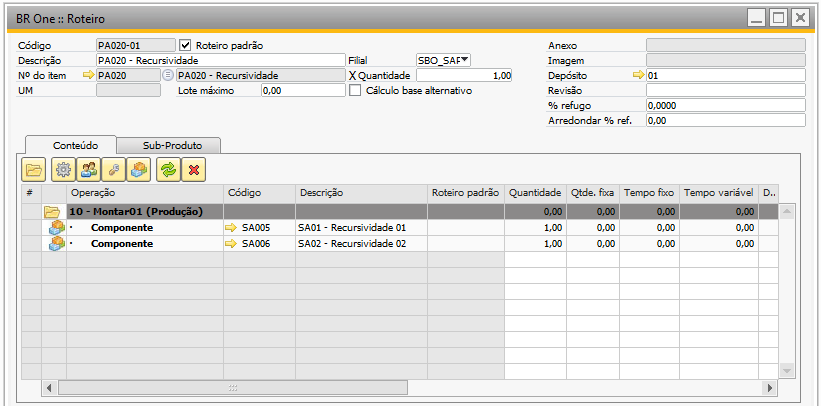 BR One :: Roteiro
Código PA020-01 Roteiro padrão Anexo
Descrição PA020 - Recursividade Filial SBO_SAF Imagem
Nº do item PA020 PA020 - Recursividade X Quantidade 1,00 Depósito 01
UM Lote máximo 0,00 Cálculo base alternativo Revisão
% refugo 0,0000
Arredondar % ref. 0,00
Conteúdo Sub-Produto
# Operação Código Descrição Roteiro padrão Quantidade Qtde. fixa Tempo fixo Tempo variável D..
10 - Montar01 (Produção) 0,00 0,00 0,00 0,00
· Componente SA005 SA01 - Recursividade 01 1,00 0,00 0,00 0,00
· Componente SA006 SA02 - Recursividade 02 1,00 0,00 0,00 0,00